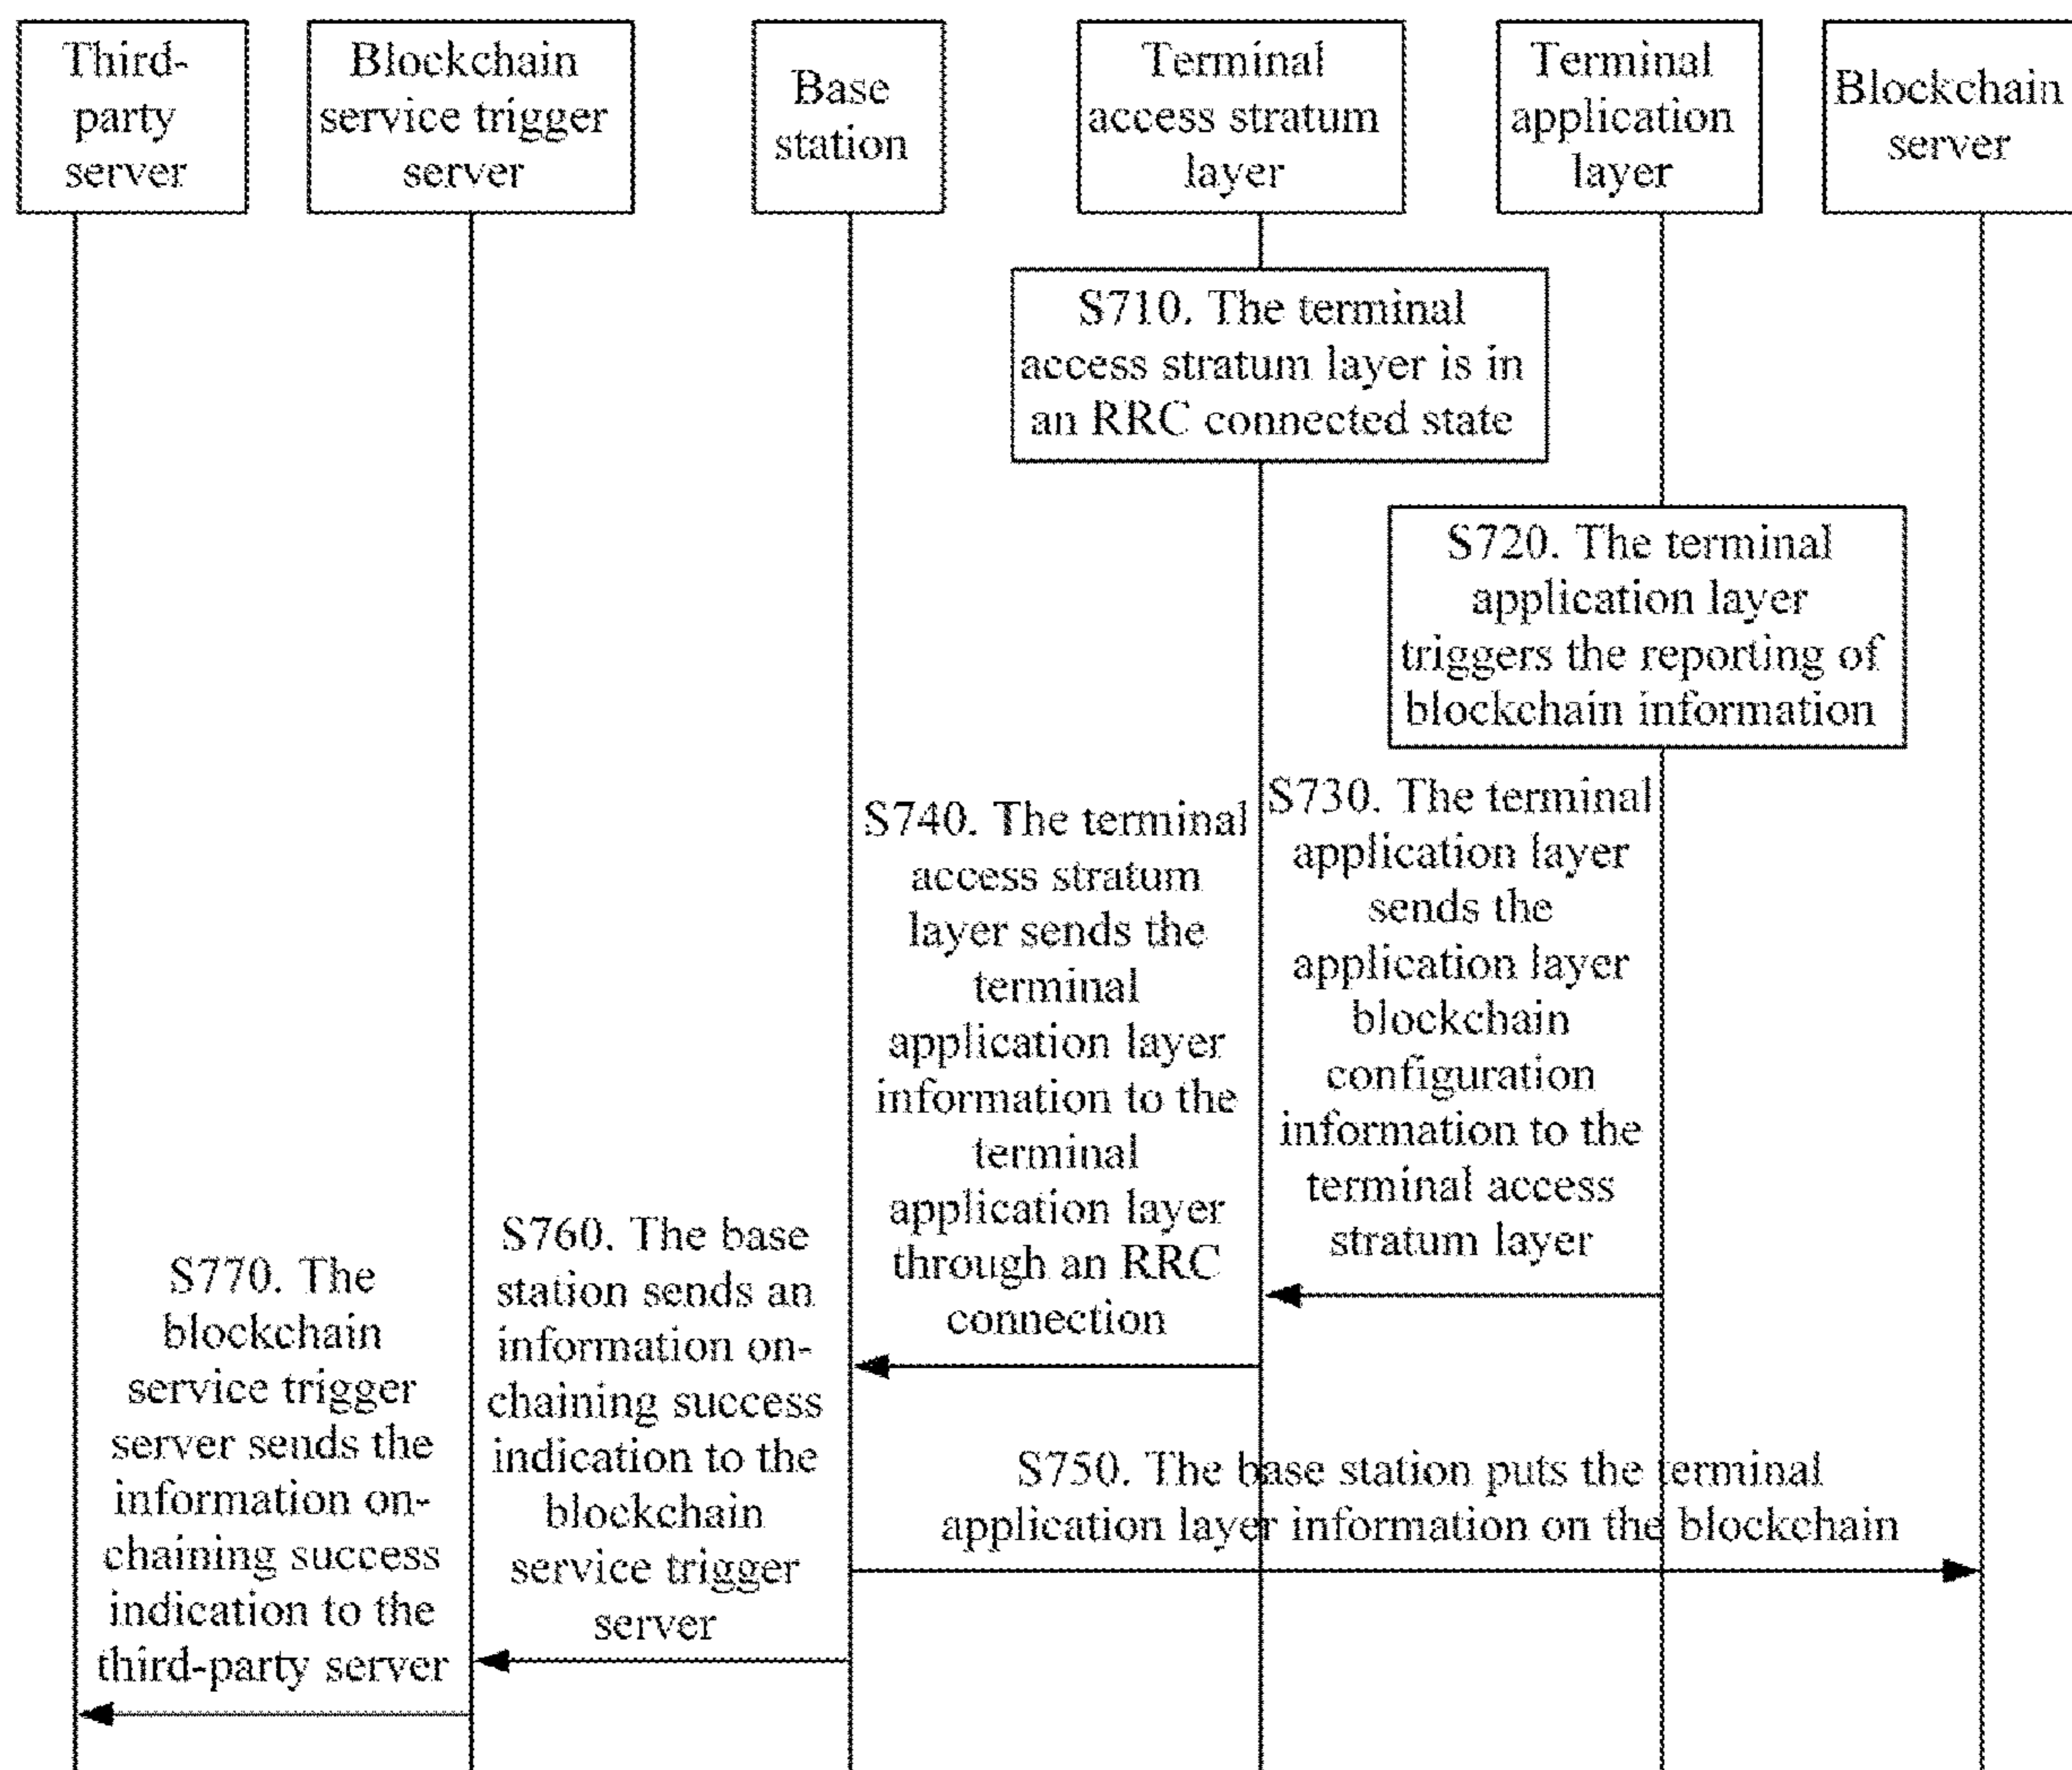 Third-
party
server
Blockchain
service trigger
server
Base
station
Terminal
access stratum
layer
Terminal
application
layer
Blockchain
server
S710. The terminal
access stratum layer is in
an RRC connected state
S720. The terminal
application layer
triggers the reporting of
blockchain information
S730. The terminal
application layer
sends the
application layer
blockchain
configuration
information to the
terminal access
stratum layer
S740. The terminal
access stratum
layer sends the
terminal
application layer
information to the
terminal
application layer
through an RRC
connection
S750. The base station puts the terminal
application layer information on the blockchain
S760. The base
station sends an
information on-
chaining success
indication to the
blockchain
service trigger
server
S770. The
blockchain
service trigger
server sends the
information on-
chaining success
indication to the
third-party server